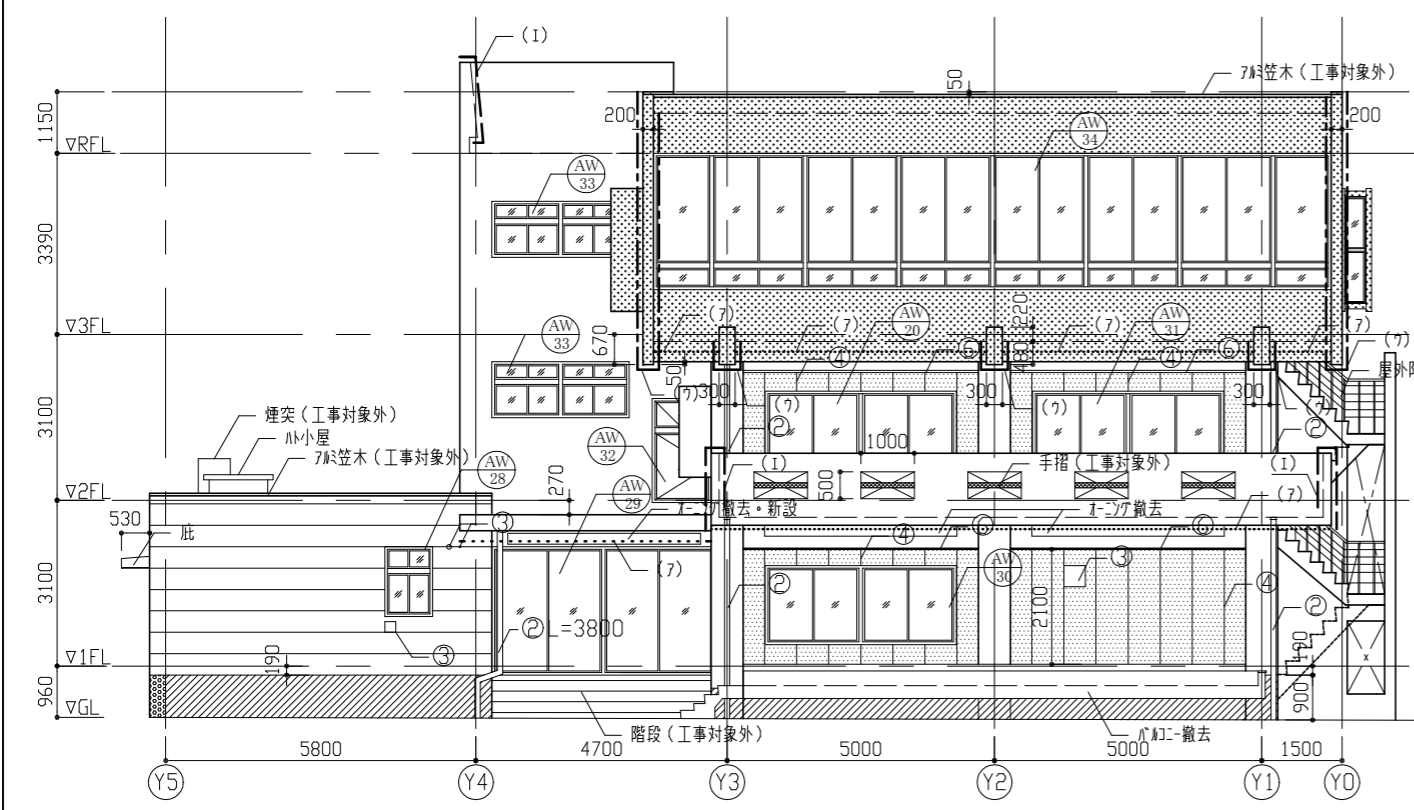 (I)
アルミ笠木(工事対象外)
50
200
200
1150
▽RFL
AW
34
AW
33
3390
(ア)
AW
20
AW
31
220
(ア)
(ア)
(ア)
▽3FL
AW
33
670
480
④
⑥
④
⑥
(ウ)
50
300
300
300
(ウ)
(ウ)
(ウ)
(ウ)
3100
煙突(工事対象外)
ハト小屋
アルミ笠木(工事対象外)
AW
28
AW
32
②
②
1000
手摺(工事対象外)
(I)
(I)
500
▽2FL
270
AW
29
オーニング撤去・新設
オーニング撤去
(ア)
530
庇
③
④
⑥
⑥
(ア)
AW
30
③
②
④
②
3100
2100
② L=3800
③
190
190
▽1FL
960
▽GL
900
階段(工事対象外)
バルコニー撤去
5800
4700
5000
5000
1500
Y5
Y4
Y3
Y2
Y1
Y0